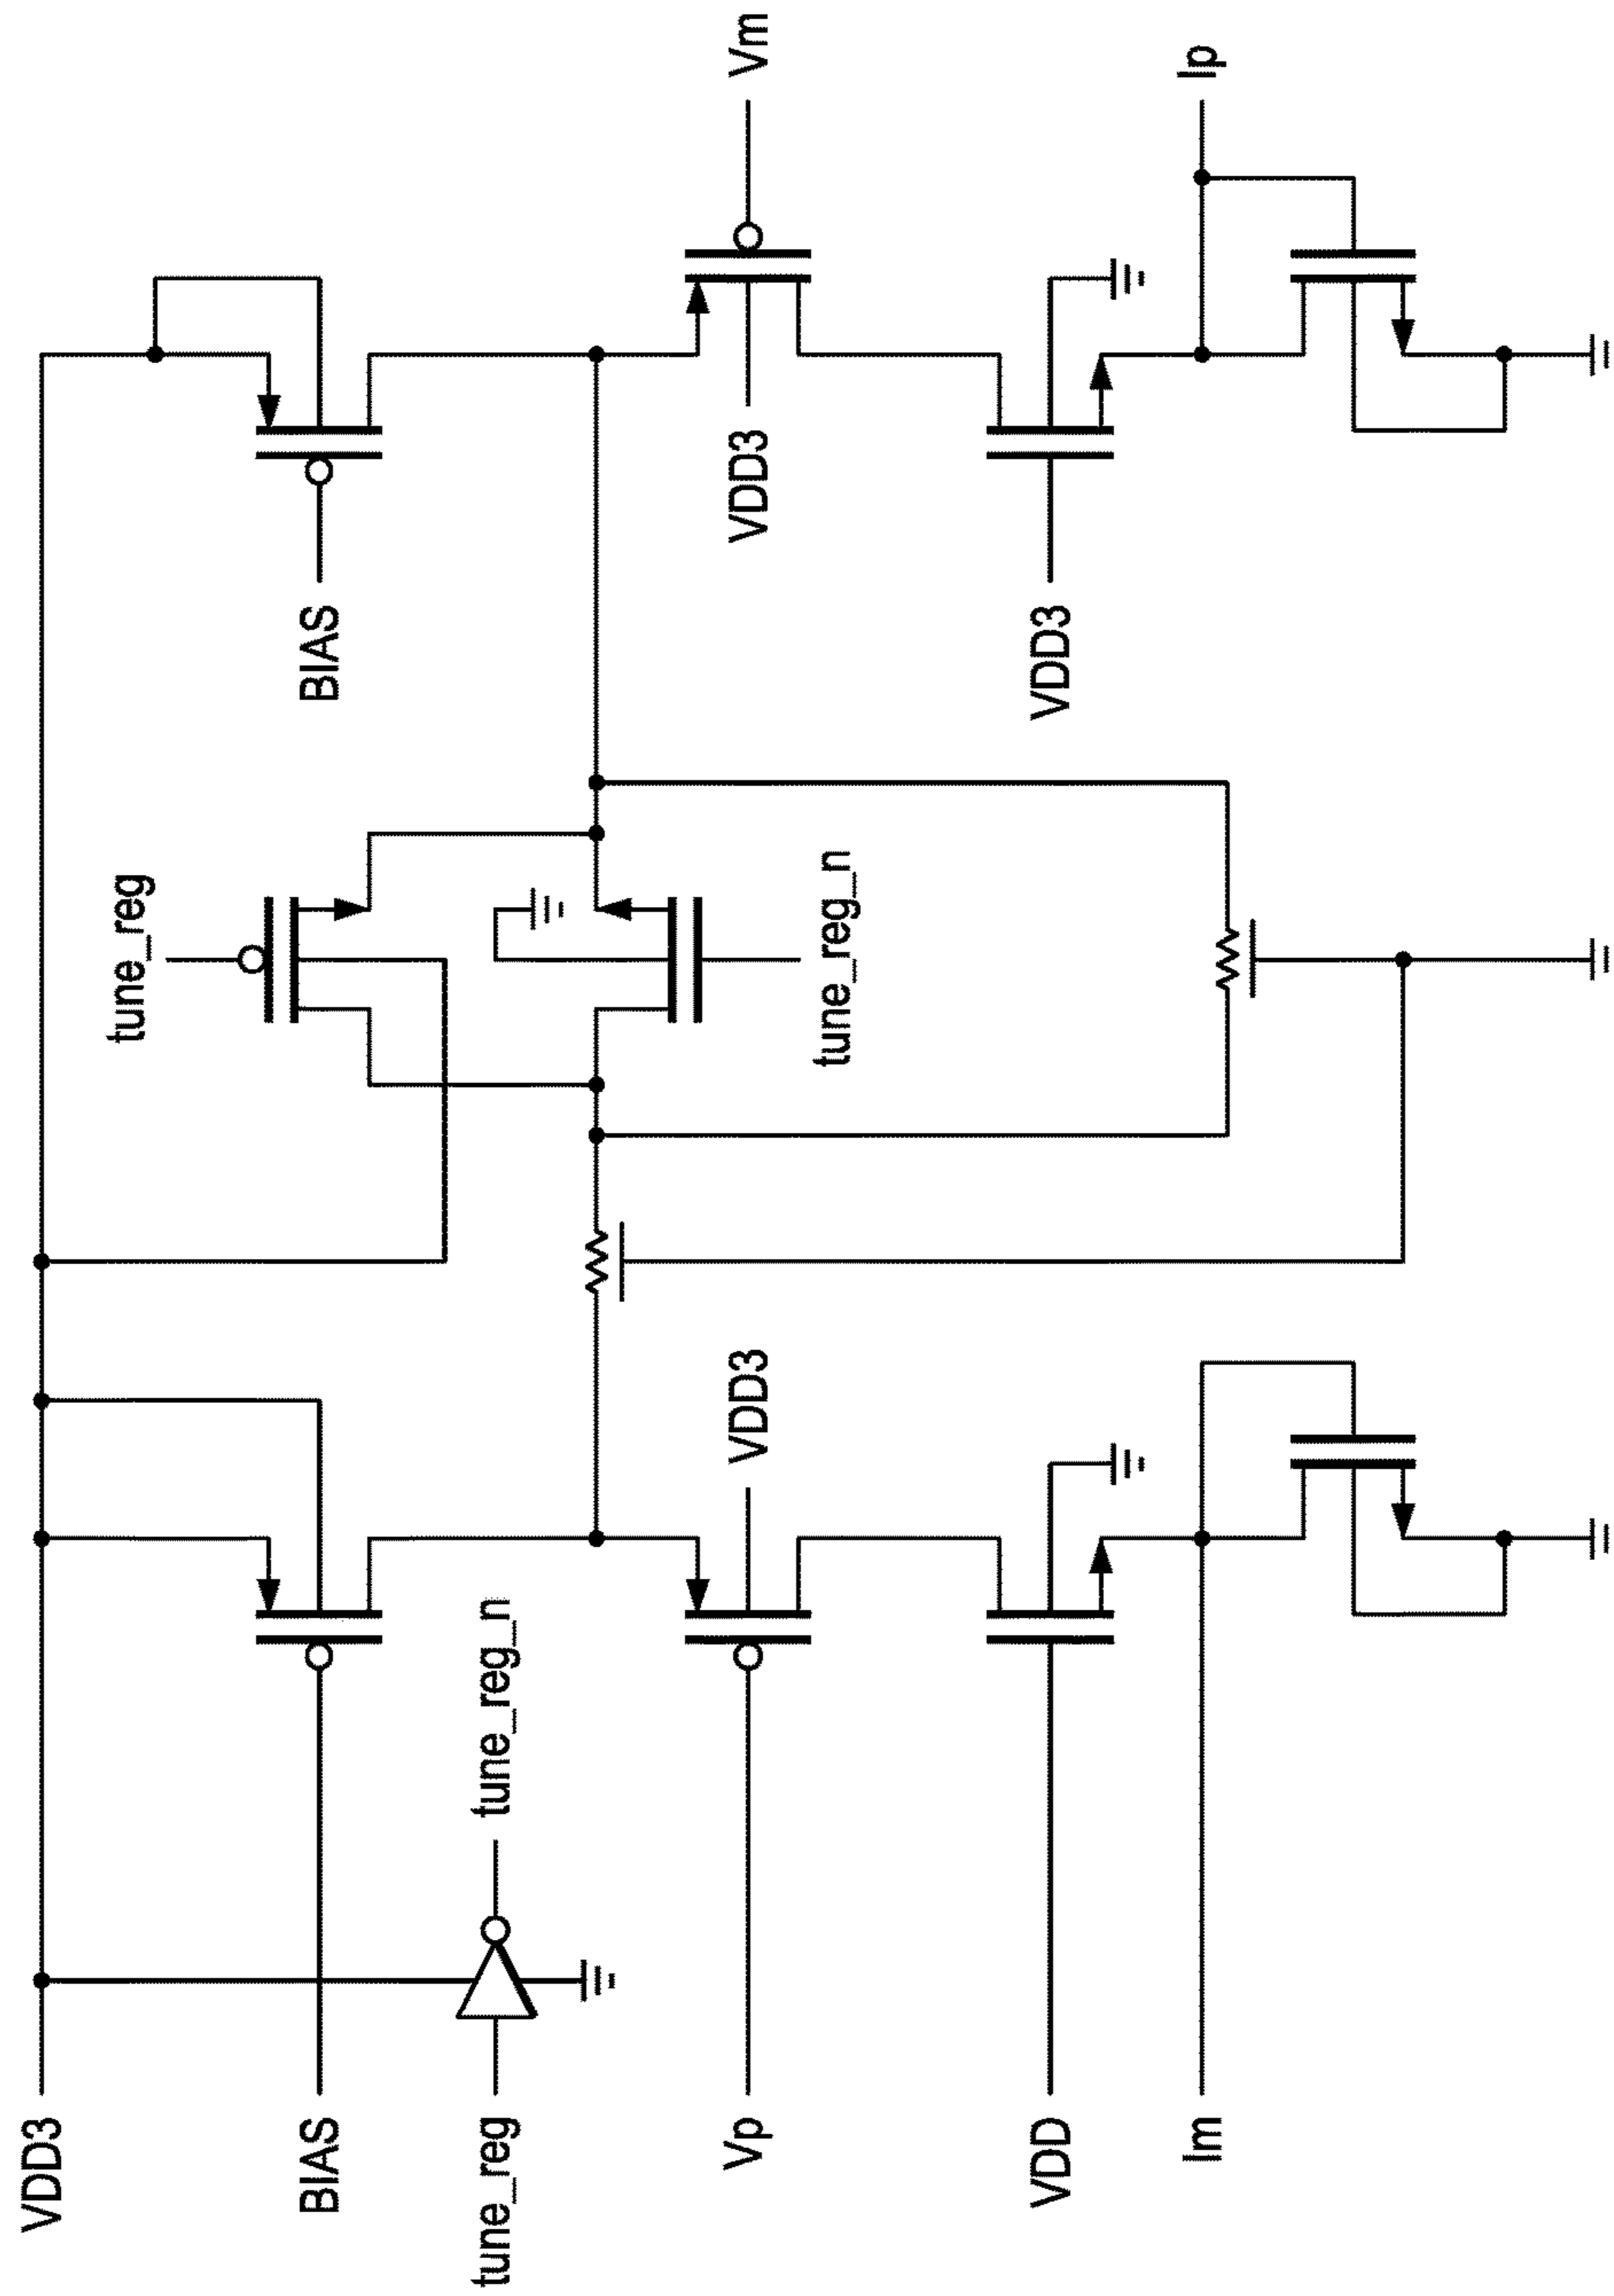 VDD3
BIAS
tune_reg
tune_reg_n
Vp
VDD3
VDD
Im
tune_reg
tune_reg_n
BIAS
VDD3
VDD3
Vm
Ip